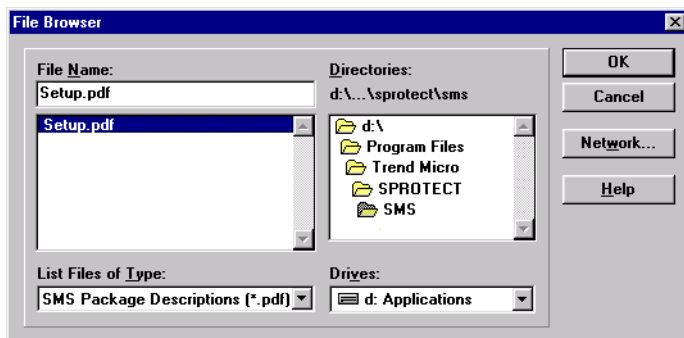 File Browser
File Name:
Setup.pdf
Setup.pdf
List Files of Type:
SMS Package Descriptions (*.pdf)
Directories:
d:\...\sprotect\sms
d:\
Program Files
Trend Micro
SPROTECT
SMS
Drives:
d: Applications
OK
Cancel
Network...
Help